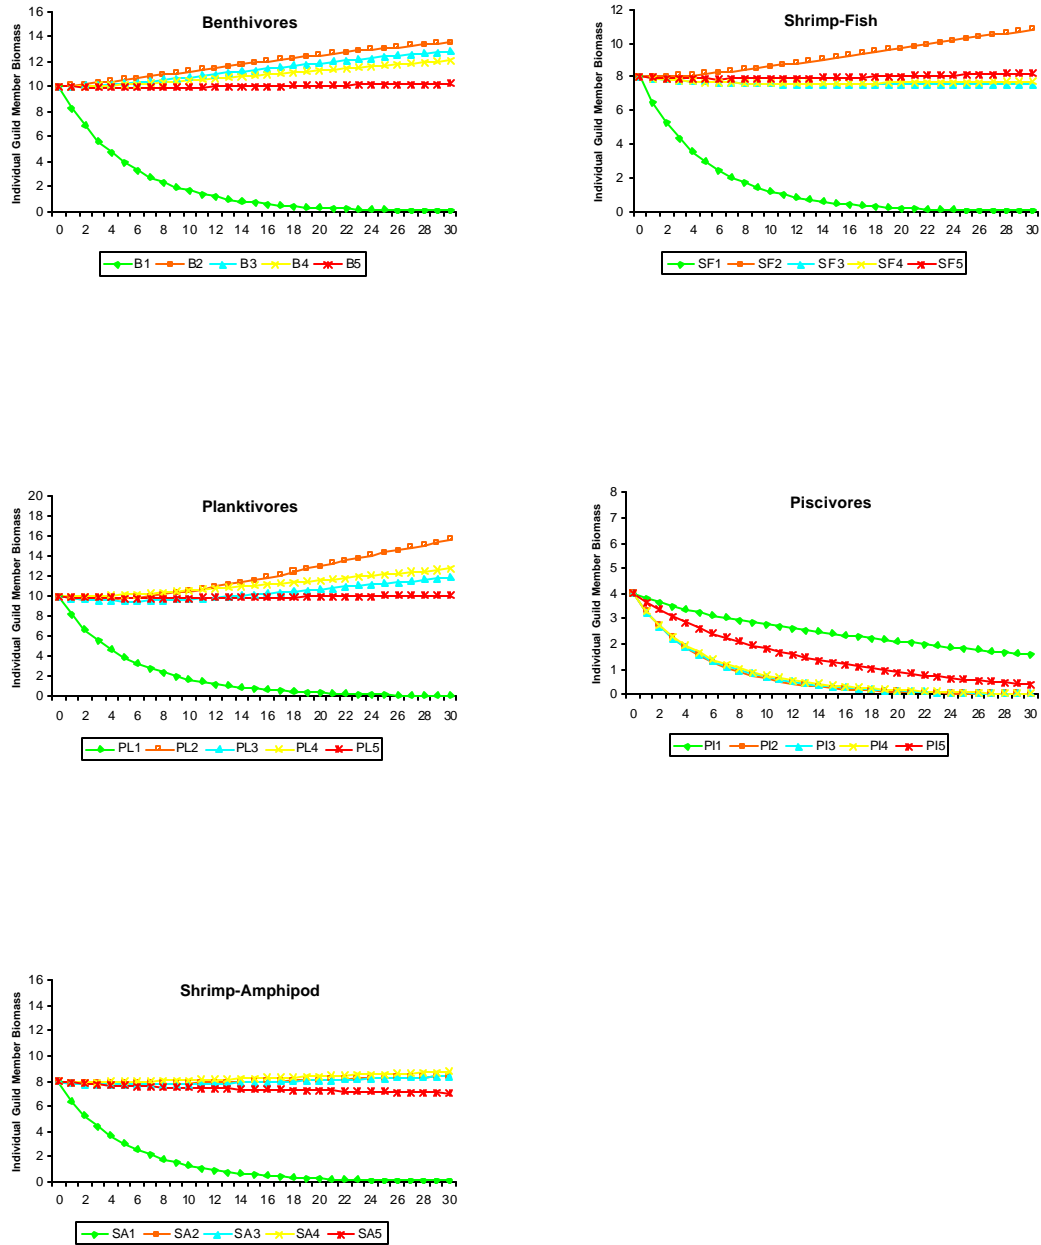 Benthivores
Individual Guild Member Biomass
16
14
12
10
8
6
4
2
0
0 2 4 6 8 10 12 14 16 18 20 22 24 26 28 30
B1 B2 B3 B4 B5
Shrimp-Fish
Individual Guild Member Biomass
12
10
8
6
4
2
0
0 2 4 6 8 10 12 14 16 18 20 22 24 26 28 30
SF1 SF2 SF3 SF4 SF5
Planktivores
Individual Guild Member Biomass
20
18
16
14
12
10
8
6
4
2
0
0 2 4 6 8 10 12 14 16 18 20 22 24 26 28 30
PL1 PL2 PL3 PL4 PL5
Piscivores
Individual Guild Member Biomass
8
7
6
5
4
3
2
1
0
0 2 4 6 8 10 12 14 16 18 20 22 24 26 28 30
PI1 PI2 PI3 PI4 PI5
Shrimp-Amphipod
Individual Guild Member Biomass
16
14
12
10
8
6
4
2
0
0 2 4 6 8 10 12 14 16 18 20 22 24 26 28 30
SA1 SA2 SA3 SA4 SA5